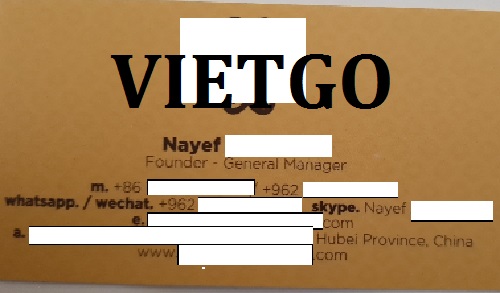 VIETGO
Nayef
Founder - General Manager
m. +86 +962
whatsapp. / wechat. +962 skype. Nayef
e. .com
a. Hubei Province, China
www. .com